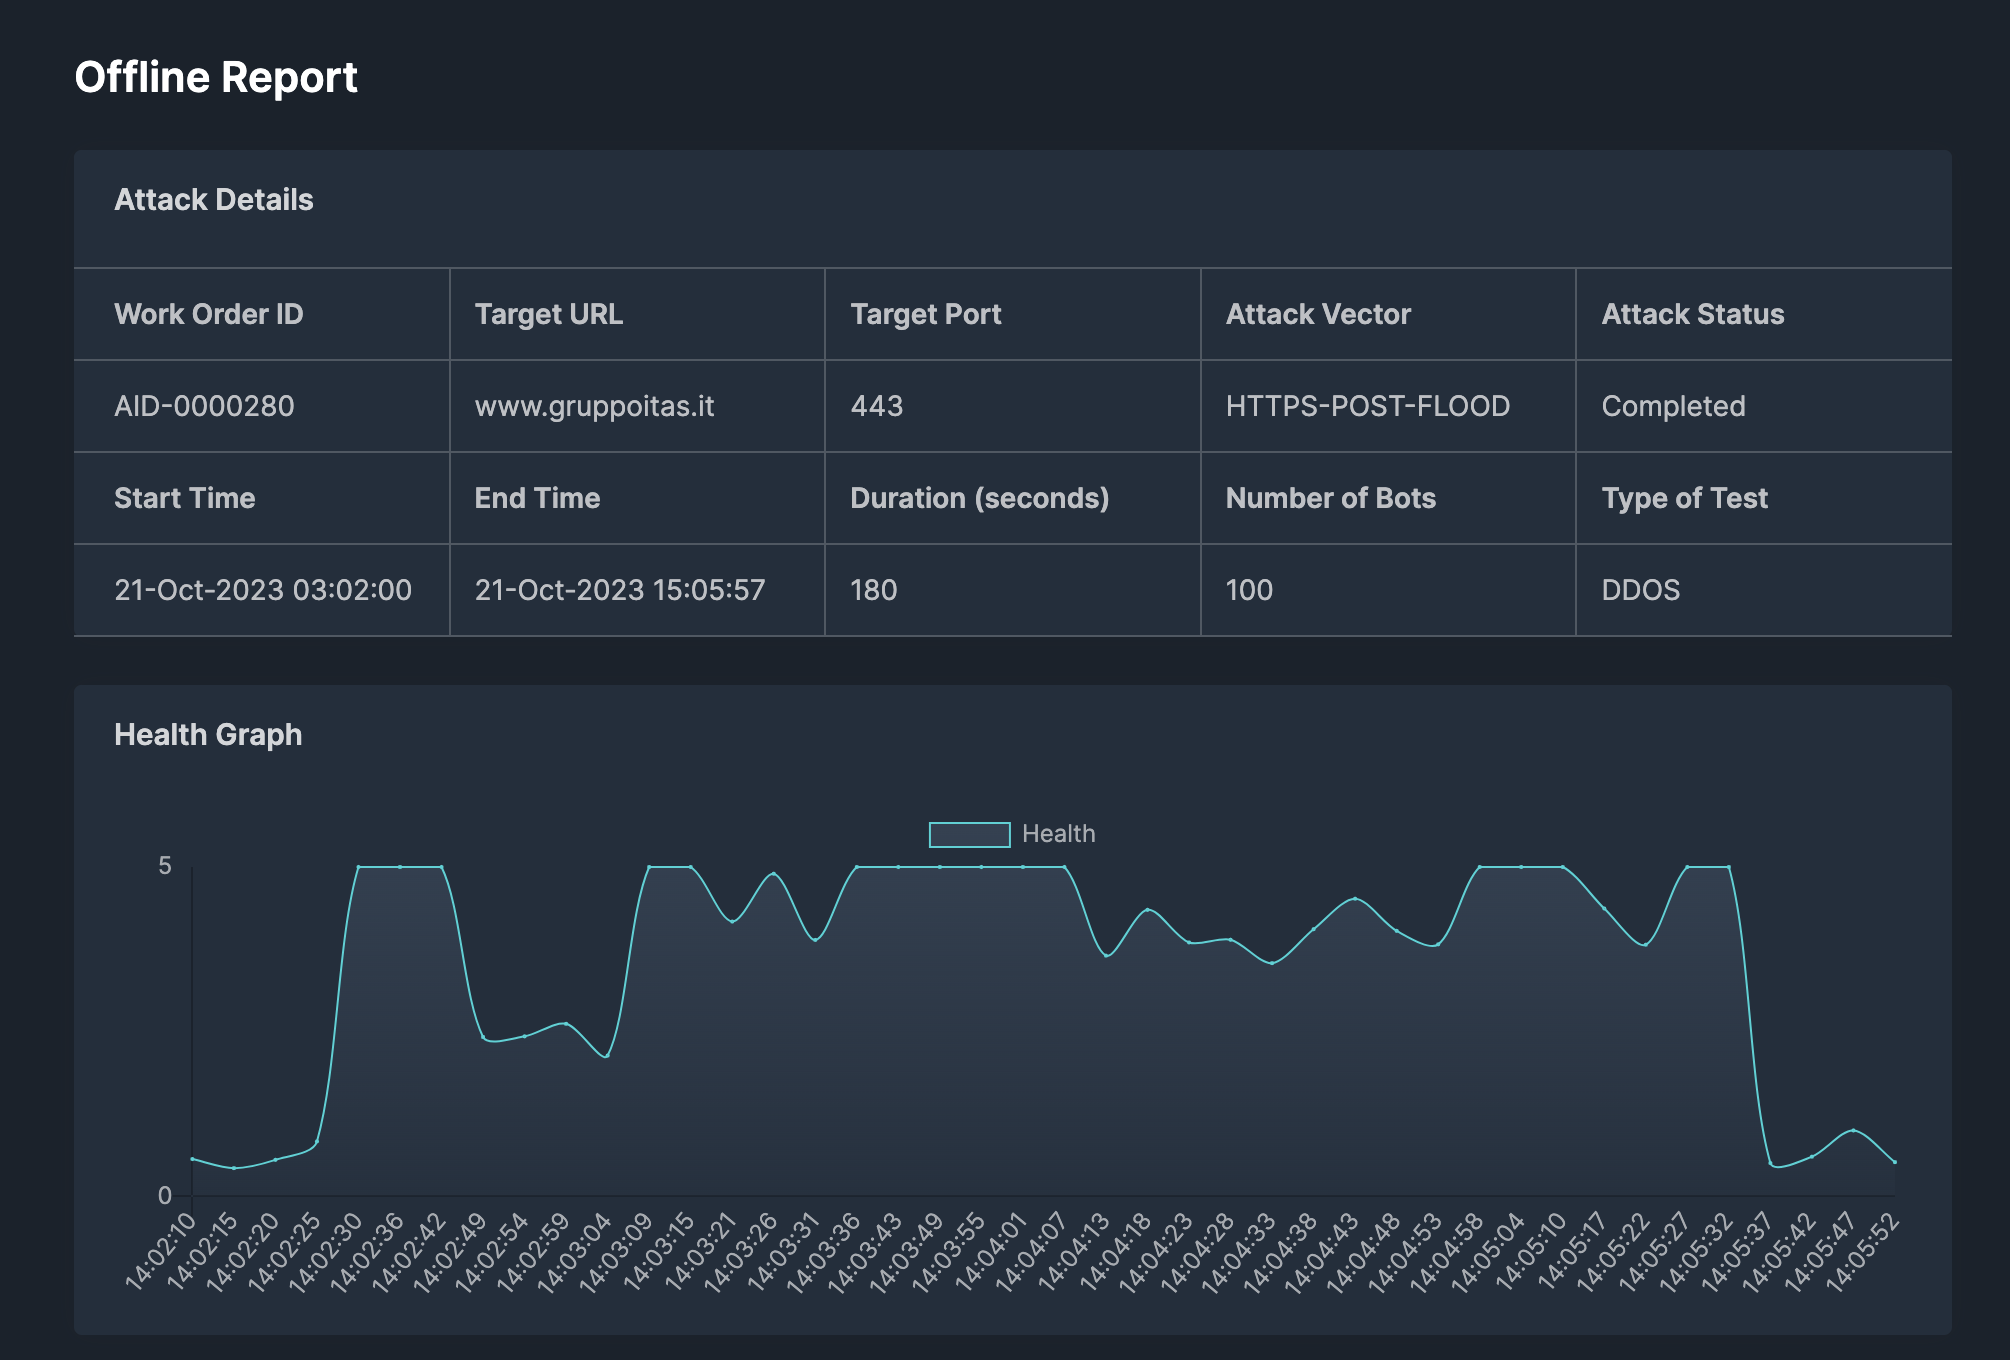 Offline Report
Attack Details
Work Order ID Target URL Target Port Attack Vector Attack Status
AID-0000280 www.gruppoitas.it 443 HTTPS-POST-FLOOD Completed
Start Time End Time Duration (seconds) Number of Bots Type of Test
21-Oct-2023 03:02:00 21-Oct-2023 15:05:57 180 100 DDOS
Health Graph
Health
5
0
14:02:10 14:02:15 14:02:20 14:02:25 14:02:30 14:02:36 14:02:42 14:02:49 14:02:54 14:02:59 14:03:04 14:03:09 14:03:15 14:03:21 14:03:26 14:03:31 14:03:36 14:03:43 14:03:49 14:03:55 14:04:01 14:04:07 14:04:13 14:04:18 14:04:23 14:04:28 14:04:33 14:04:38 14:04:43 14:04:48 14:04:53 14:04:58 14:05:04 14:05:10 14:05:17 14:05:22 14:05:27 14:05:32 14:05:37 14:05:42 14:05:47 14:05:52